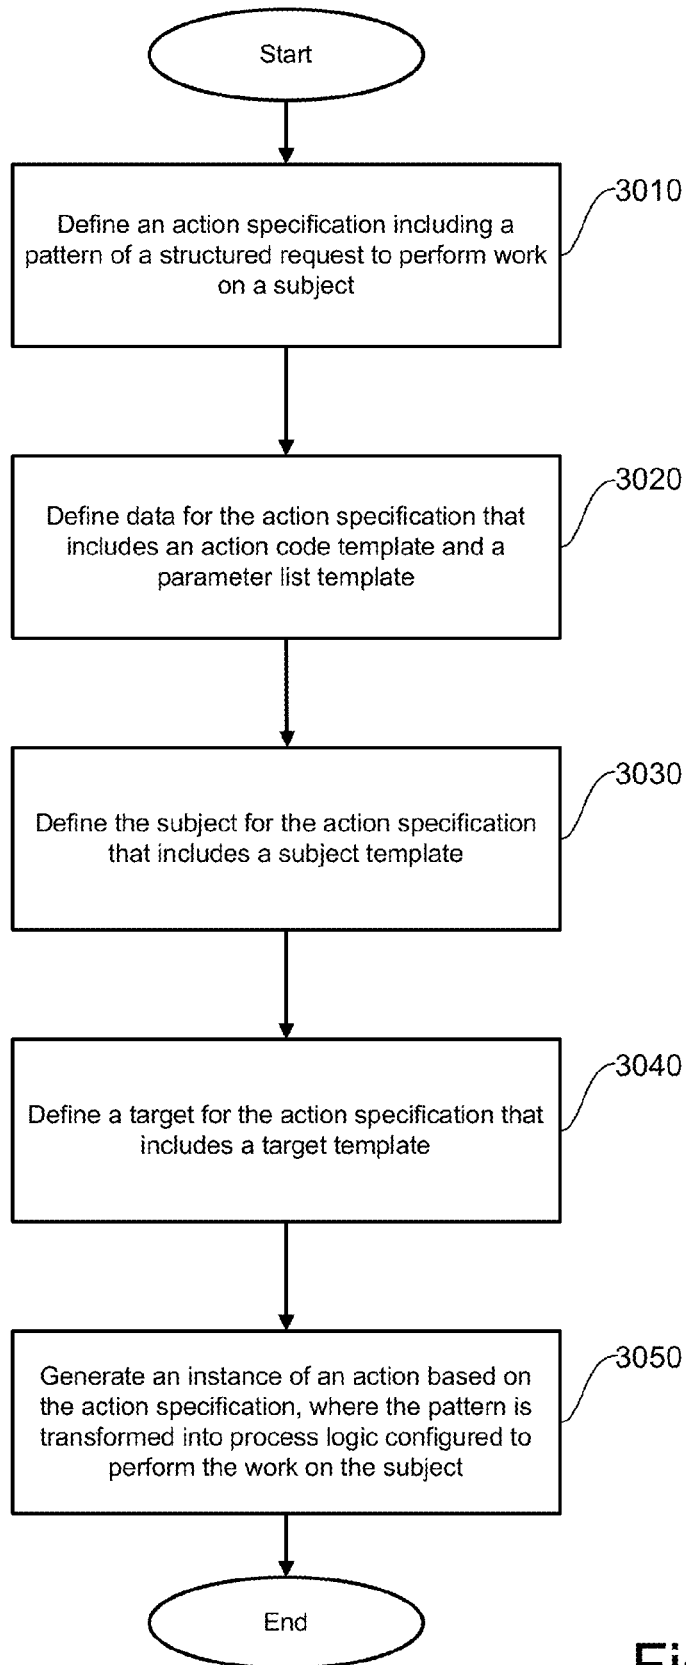 Start
3010
Define an action specification including a
pattern of a structured request to perform work
on a subject
3020
Define data for the action specification that
includes an action code template and a
parameter list template
3030
Define the subject for the action specification
that includes a subject template
3040
Define a target for the action specification that
includes a target template
3050
Generate an instance of an action based on
the action specification, where the pattern is
transformed into process logic configured to
perform the work on the subject
End